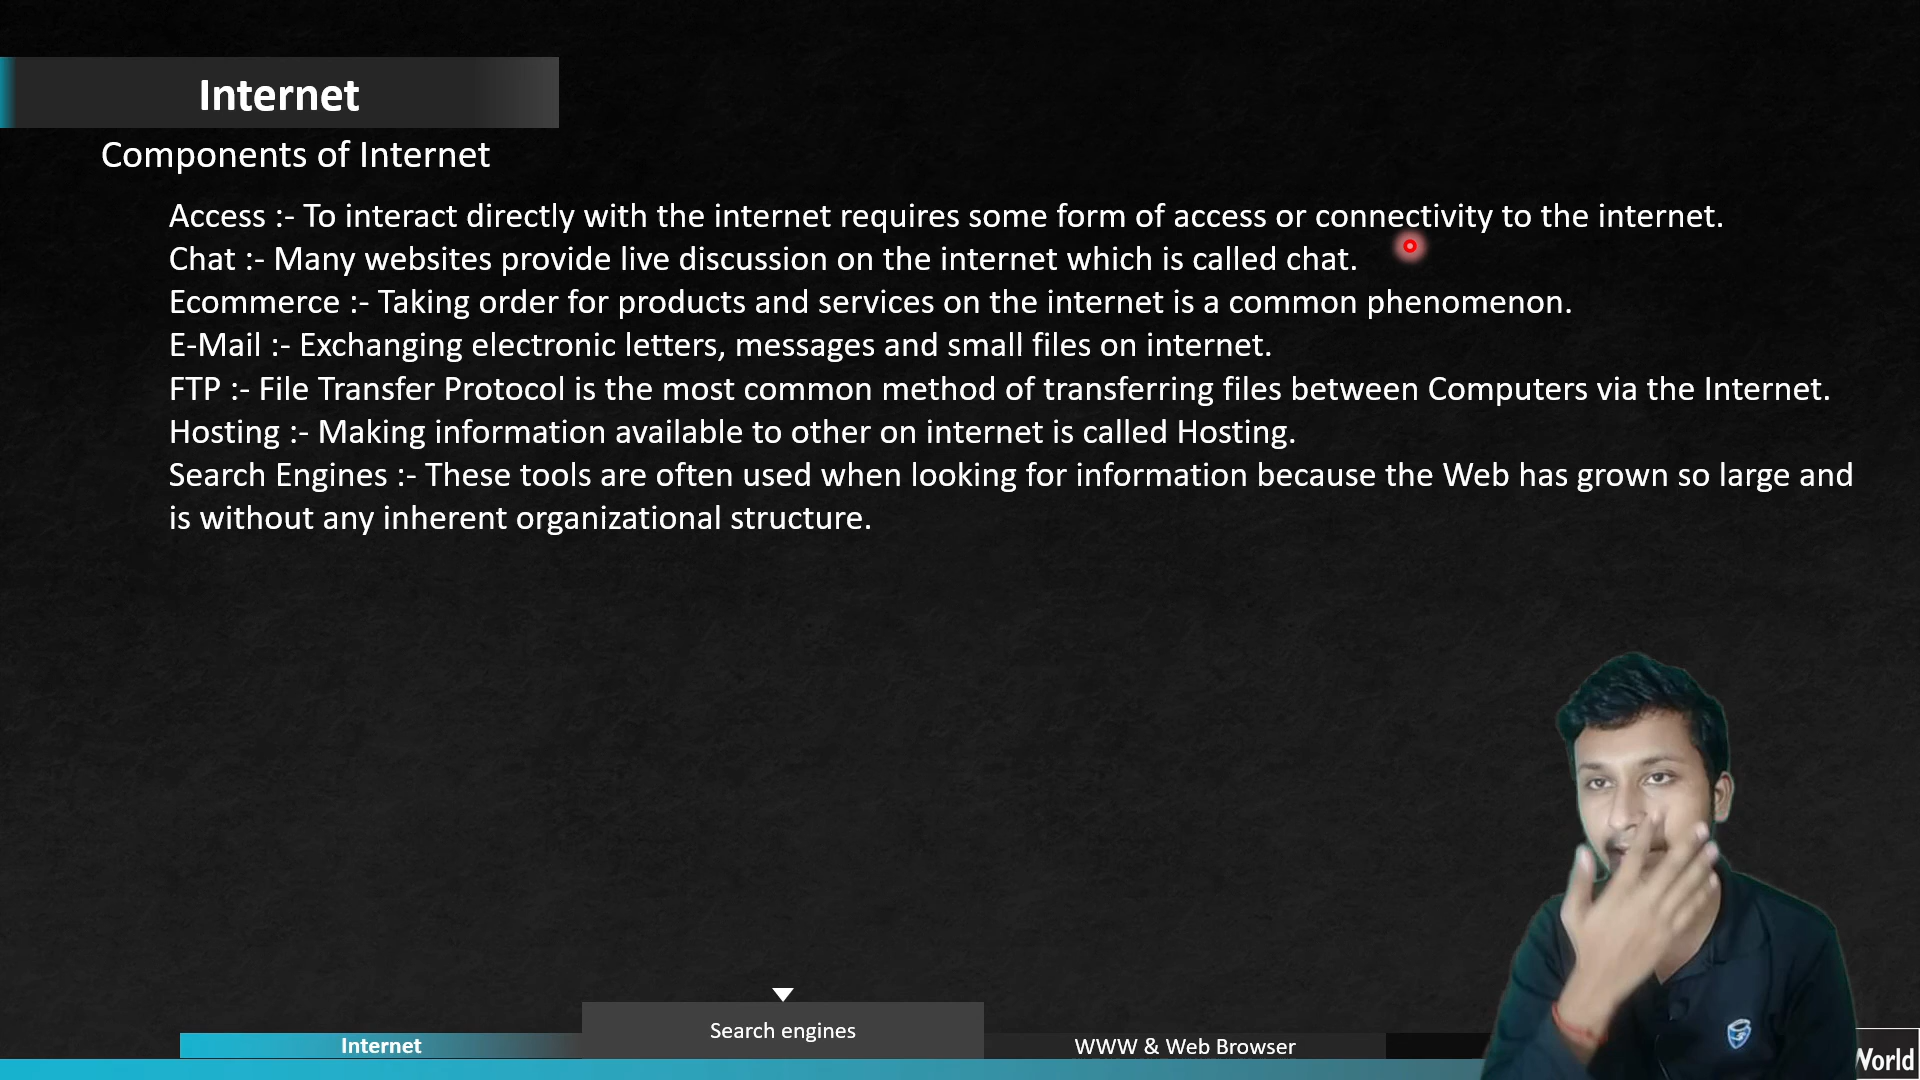 Internet
Components of Internet
Access :- To interact directly with the internet requires some form of access or connectivity to the internet.
Chat :- Many websites provide live discussion on the internet which is called chat.
Ecommerce :- Taking order for products and services on the internet is a common phenomenon.
E-Mail :- Exchanging electronic letters, messages and small files on internet.
FTP :- File Transfer Protocol is the most common method of transferring files between Computers via the Internet.
Hosting :- Making information available to other on internet is called Hosting.
Search Engines :- These tools are often used when looking for information because the Web has grown so large and
is without any inherent organizational structure.
Search engines
Internet
WWW & Web Browser
World